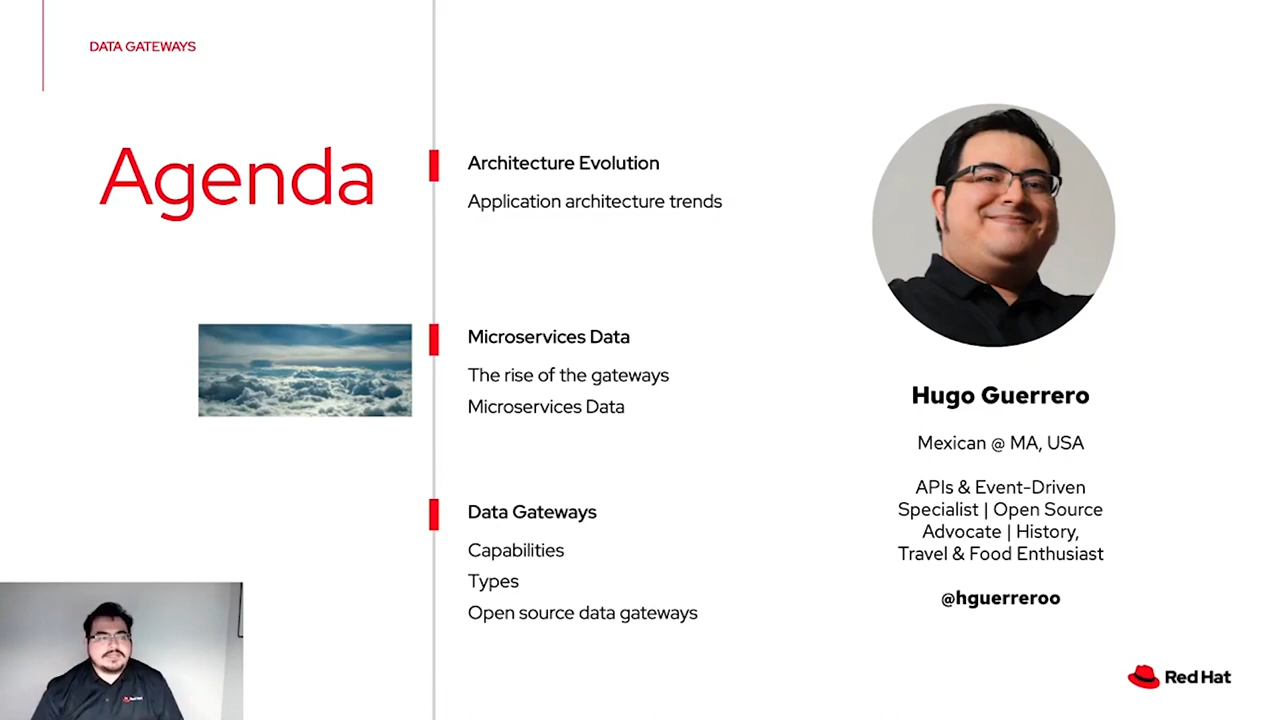 DATA GATEWAYS
Agenda
Architecture Evolution
Application architecture trends
Microservices Data
The rise of the gateways
Microservices Data
Data Gateways
Capabilities
Types
Open source data gateways
Hugo Guerrero
Mexican @ MA, USA
APIs & Event-Driven
Specialist | Open Source
Advocate | History,
Travel & Food Enthusiast
@hguerreroo
Red Hat
Red Hat